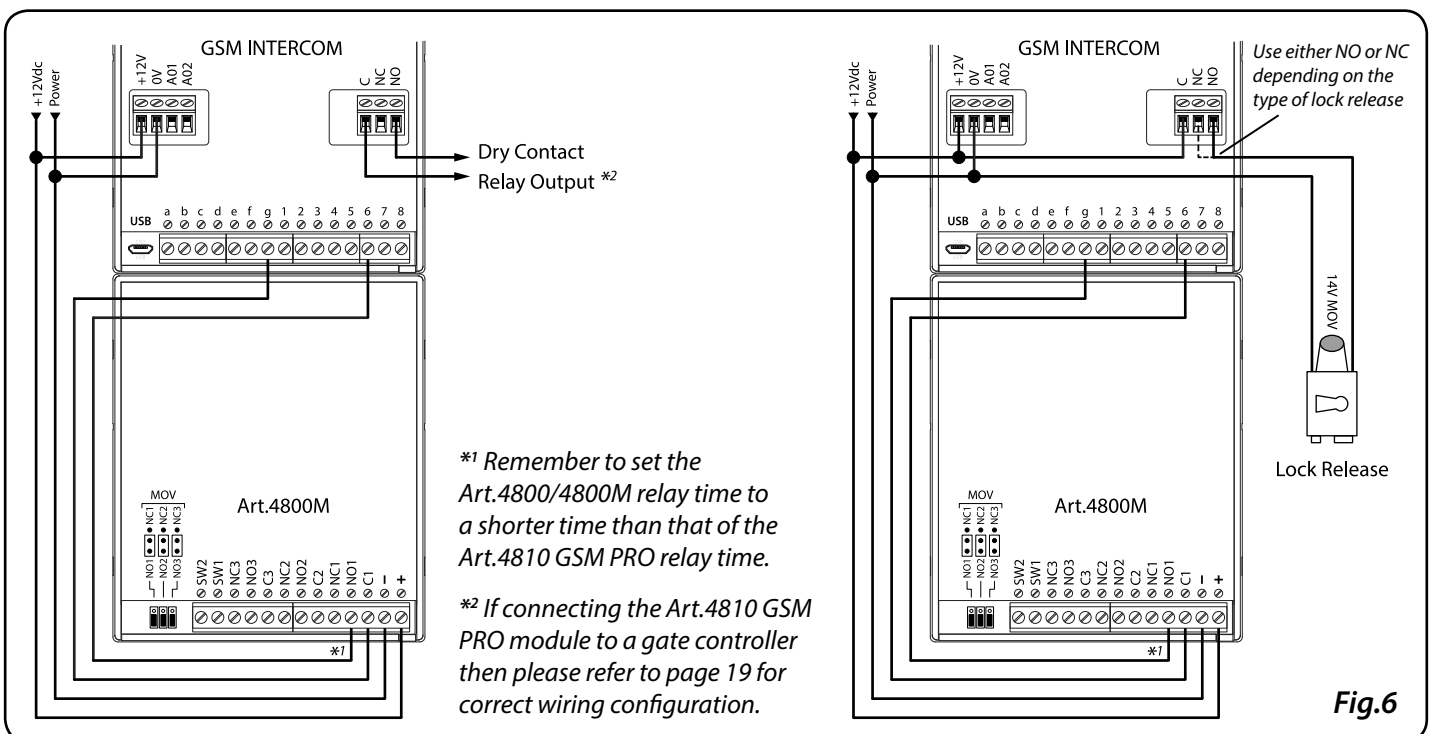 GSM INTERCOM
+12Vdc
Power
+12V
0V
A01
A02
C
NC
NO
Dry Contact
Relay Output *2
USB
a b c d e f g 1 2 3 4 5 6 7 8
MOV
NC1
NC2
NC3
NO1
NO2
NO3
Art.4800M
SW2
SW1
NC3
NO3
C3
NC2
NO2
C2
NC1
NO1
C1
–
+
*1
*1 Remember to set the
Art.4800/4800M relay time to
a shorter time than that of the
Art.4810 GSM PRO relay time.
*2 If connecting the Art.4810 GSM
PRO module to a gate controller
then please refer to page 19 for
correct wiring configuration.
GSM INTERCOM
+12Vdc
Power
+12V
0V
A01
A02
C
NC
NO
Use either NO or NC
depending on the
type of lock release
USB
a b c d e f g 1 2 3 4 5 6 7 8
14V MOV
Lock Release
MOV
NC1
NC2
NC3
NO1
NO2
NO3
Art.4800M
SW2
SW1
NC3
NO3
C3
NC2
NO2
C2
NC1
NO1
C1
–
+
*1
Fig.6